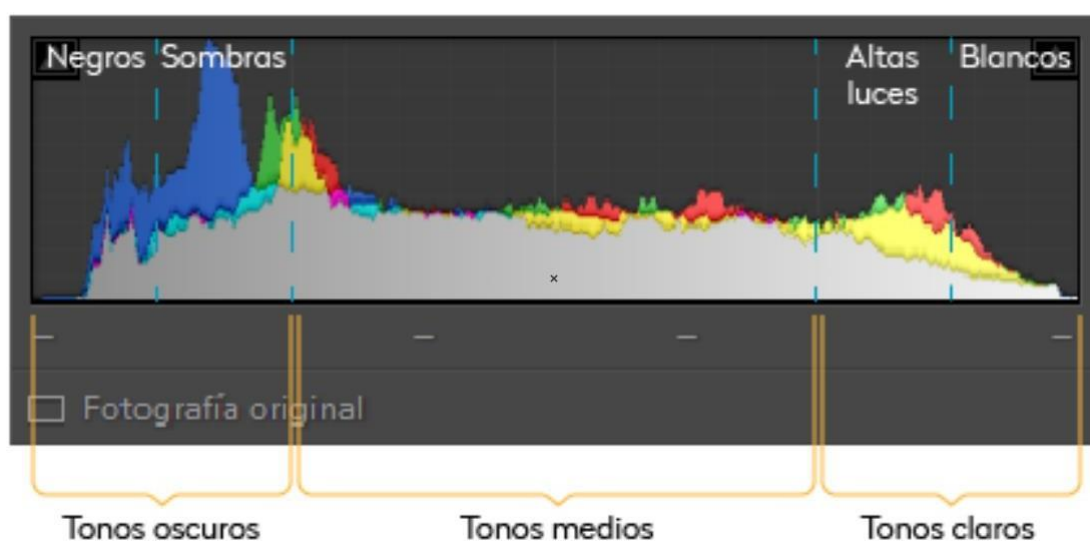 Negros Sombras Altas Blancos
luces
Fotografía original
Tonos oscuros Tonos medios Tonos claros